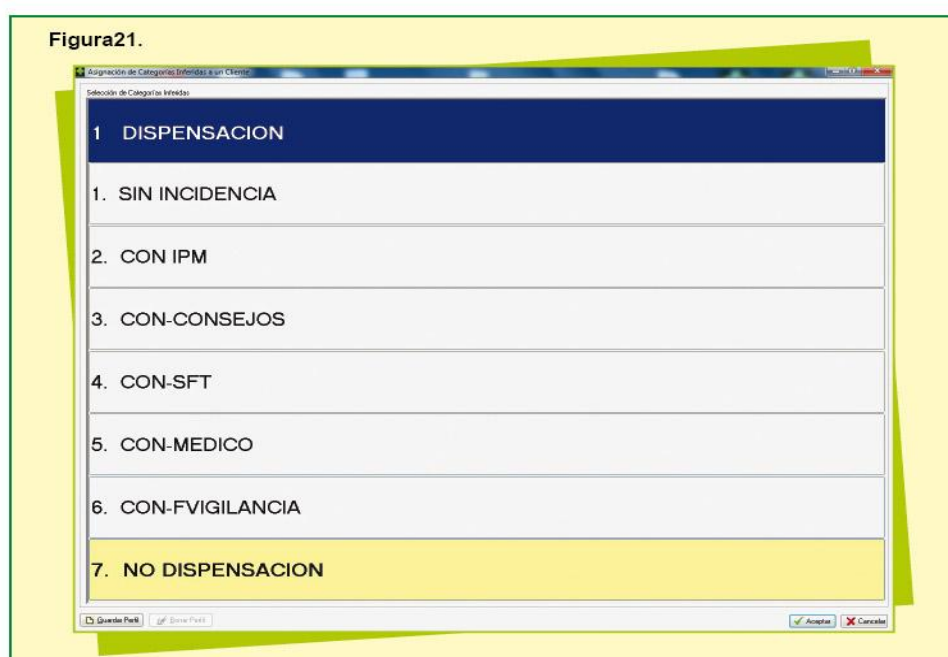 Figura21.
Asignación de Categorías Inferidas a un Cliente
Selección de Categorías Inferidas
1 DISPENSACION
1. SIN INCIDENCIA
2. CON IPM
3. CON-CONSEJOS
4. CON-SFT
5. CON-MEDICO
6. CON-FVIGILANCIA
7. NO DISPENSACION
Guardar Perfil Borrar Perfil Aceptar Cancelar